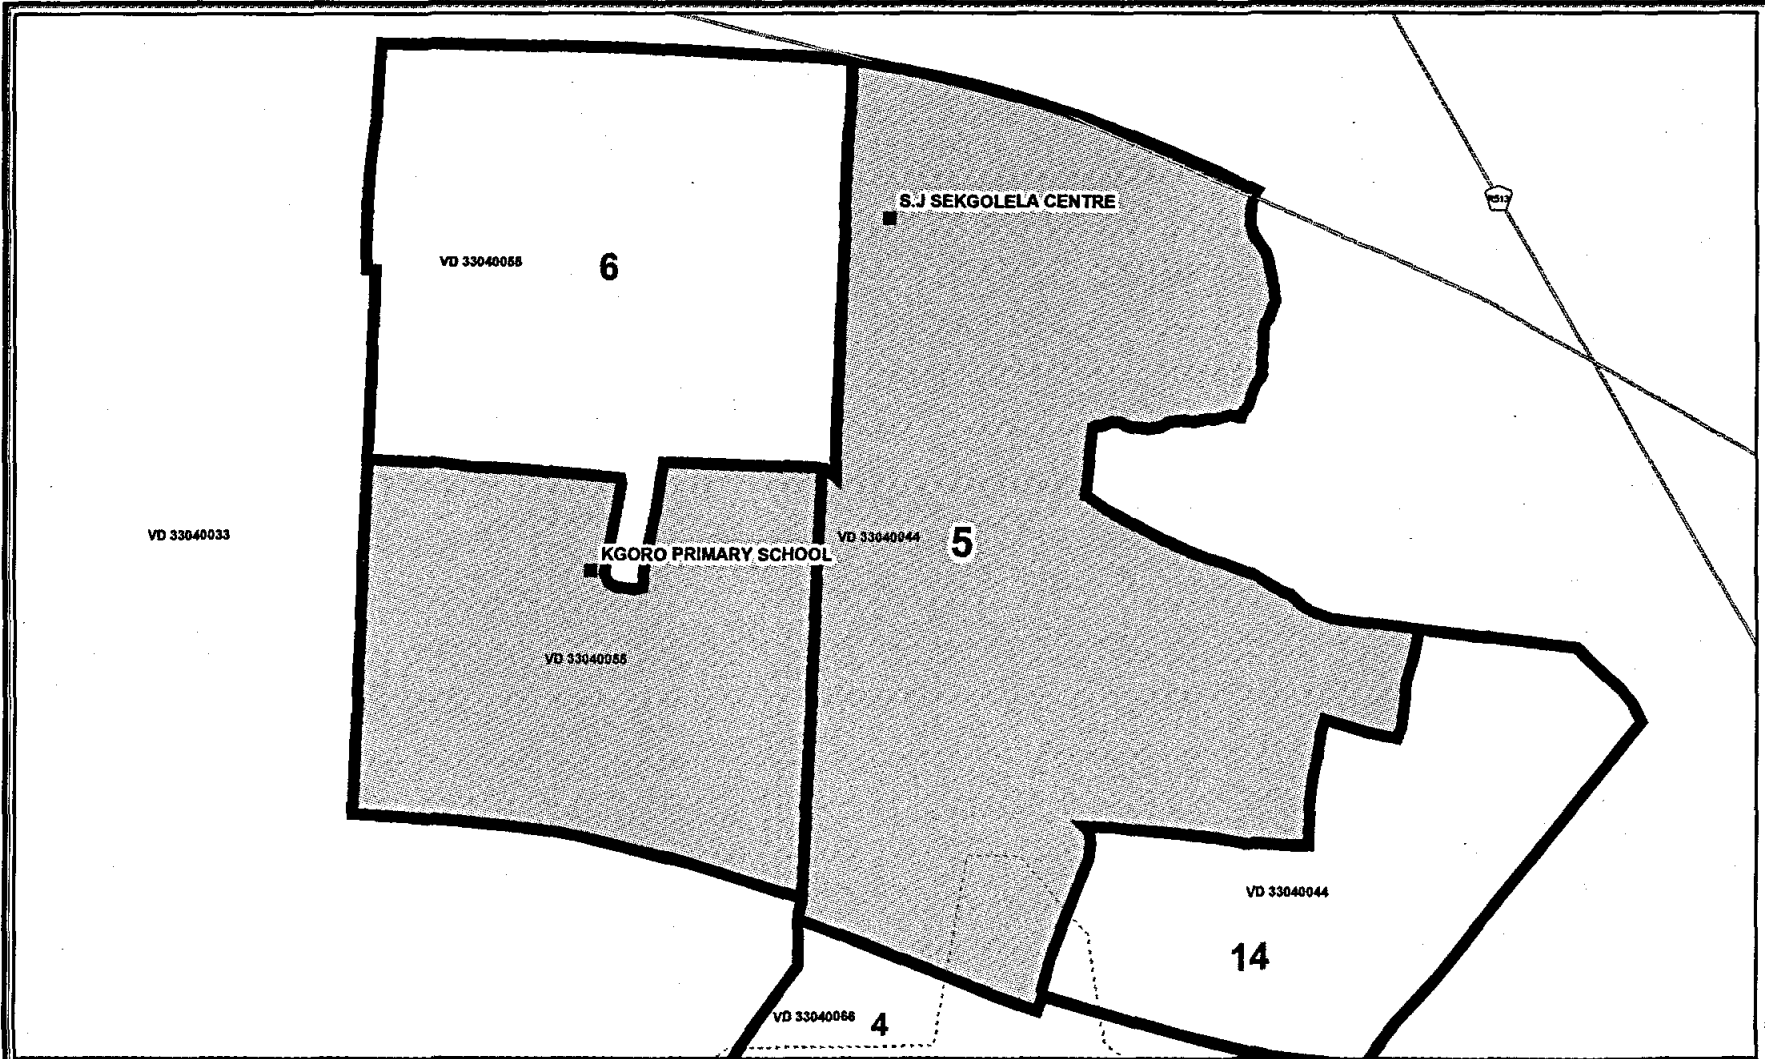 S.J SEKGOLELA CENTRE
R513
VD 33040055
6
VD 33040033
VD 33040044
5
KGORO PRIMARY SCHOOL
VD 33040055
VD 33040044
14
VD 33040066
4